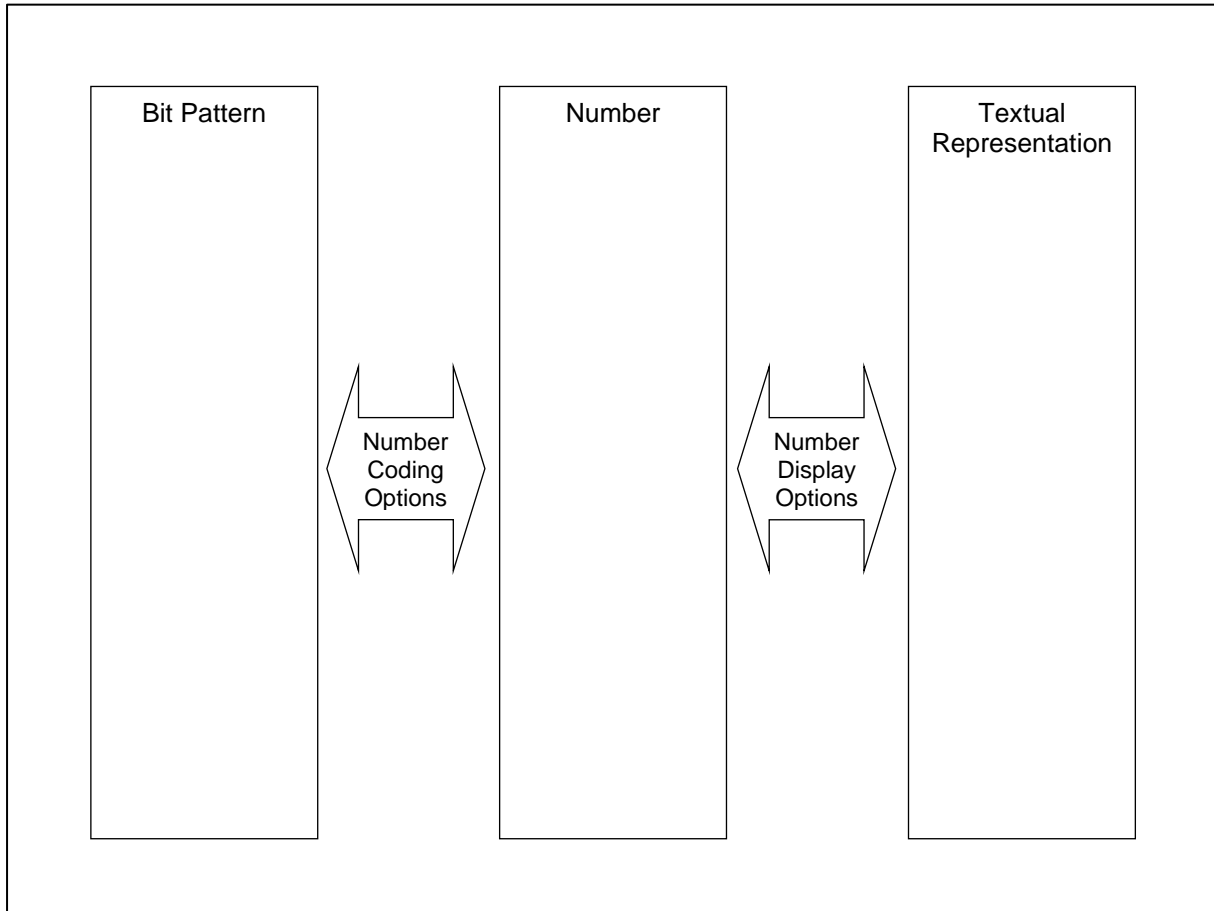 Bit Pattern
Number
Textual
Representation
Number
Coding
Options
Number
Display
Options